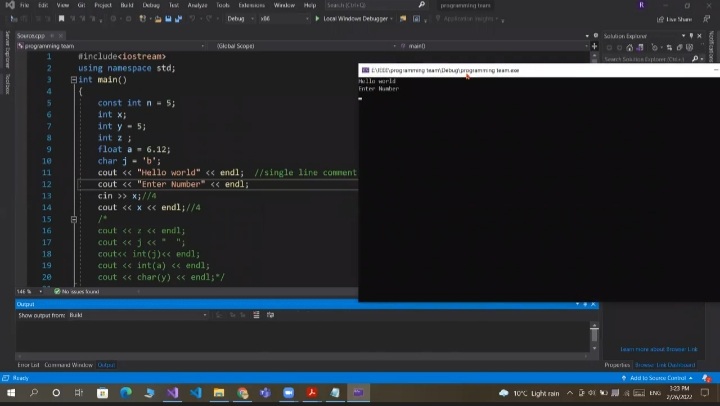 File Edit View Git Project Build Debug Test Analyze Tools Extensions Window Help Search (Ctrl+Q) programming team R
Debug x86 Local Windows Debugger Live Share
Source.cpp
programming team (Global Scope) main()
1 #include<iostream>
2 using namespace std;
3 int main()
4 {
5 const int n = 5;
6 int x;
7 int y = 5;
8 int z ;
9 float a = 6.12;
10 char j = 'b';
11 cout << "Hello world" << endl; //single line comment
12 cout << "Enter Number" << endl;
13 cin >> x;//4
14 cout << x << endl;//4
15 /*
16 cout << z << endl;
17 cout << j << " ";
18 cout<< int(j)<< endl;
19 cout << int(a) << endl;
20 cout << char(y) << endl;*/
Server Explorer
Toolbox
Solution Explorer
Search Solution Explorer (Ctrl+;)
Notifications
C:\IEEE\programming team\Debug\programming team.exe
Hello world
Enter Number
146 % No issues found
Output
Show output from: Build
Learn more about Browser Link
Error List Command Window Output
Properties Browser Link Dashboard
Ready Add to Source Control
10°C Light rain ENG 3:23 PM
2/26/2022